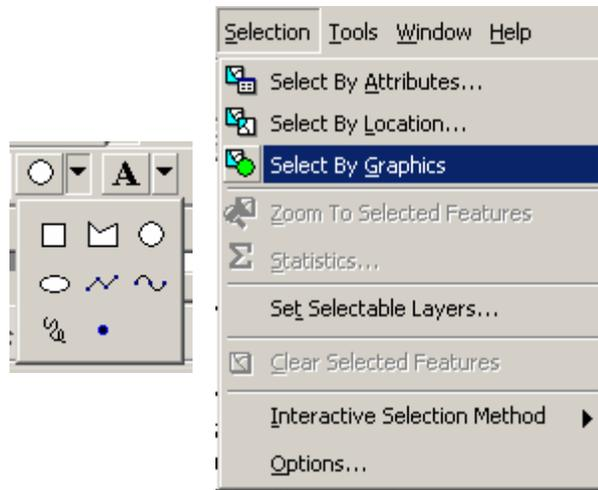 Selection Tools Window Help
Select By Attributes...
Select By Location...
A
Select By Graphics
Zoom To Selected Features
Σ Statistics...
Set Selectable Layers...
Clear Selected Features
Interactive Selection Method
Options...